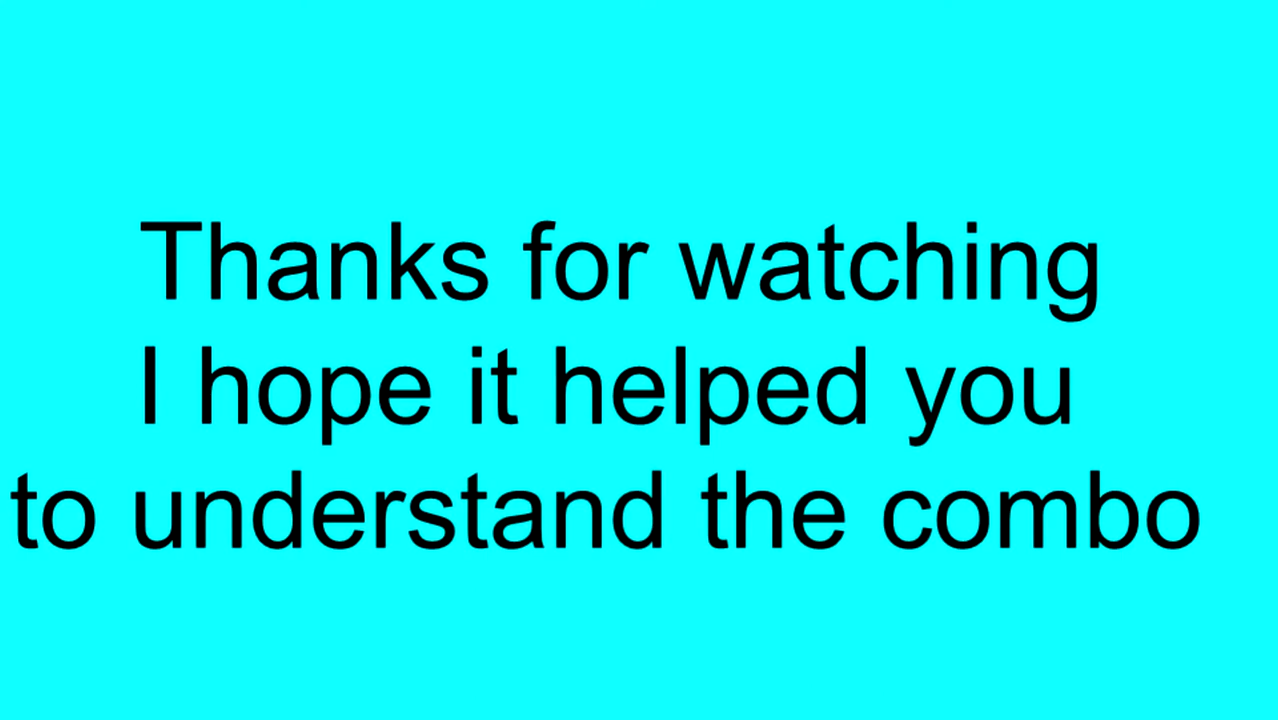 Thanks for watching
I hope it helped you
to understand the combo